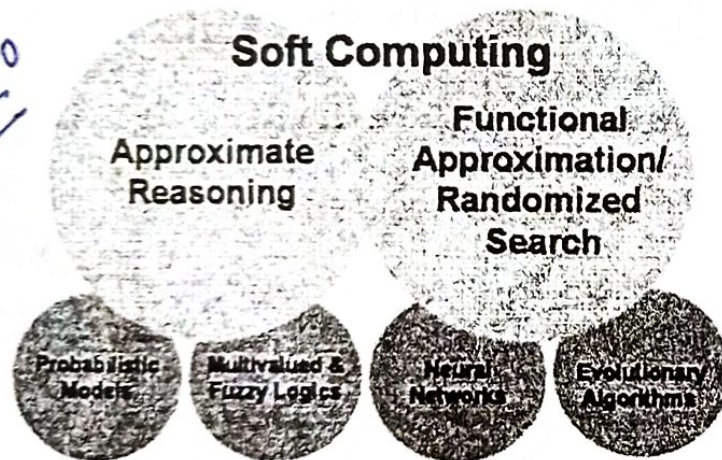 Soft Computing
Approximate
Reasoning
Functional
Approximation/
Randomized
Search
Probabilistic
Models
Multivalued &
Fuzzy Logics
Neural
Networks
Evolutionary
Algorithms